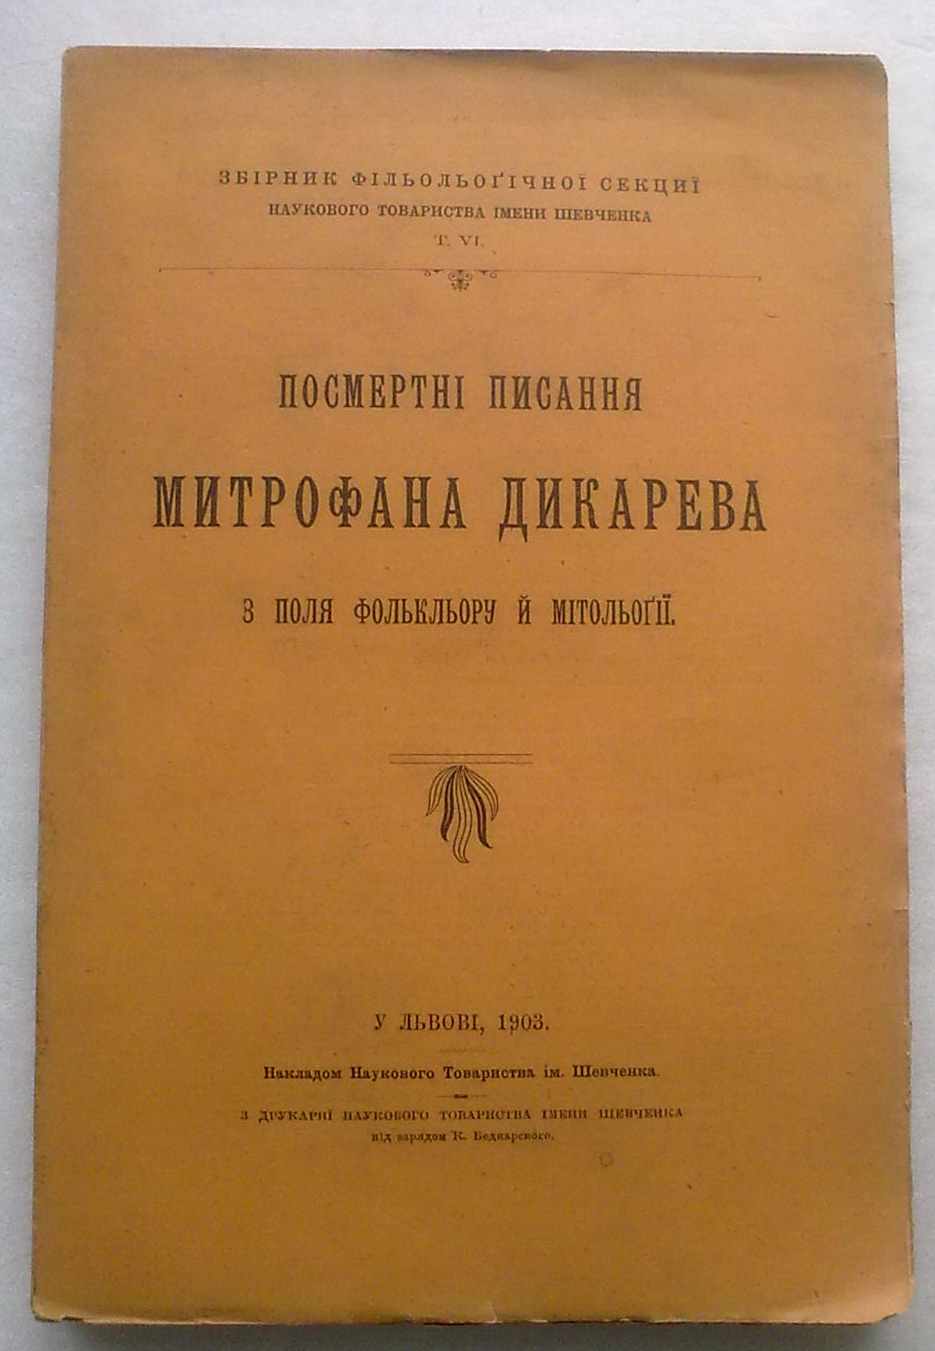 ЗБІРНИК ФІЛЬОЛЬОҐІЧНОЇ СЕКЦИЇ
НАУКОВОГО ТОВАРИСТВА ІМЕНИ ШЕВЧЕНКА
Т. VI.
ПОСМЕРТНІ ПИСАННЯ
МИТРОФАНА ДИКАРЕВА
З ПОЛЯ ФОЛЬКЛЬОРУ Й МІТОЛЬОҐІЇ.
У ЛЬВОВІ, 1903.
Накладом Наукового Товариства ім. Шевченка.
З ДРУКАРНЇ НАУКОВОГО ТОВАРИСТВА ІМЕНИ ШЕВЧЕНКА
під зарядом К. Беднарского.